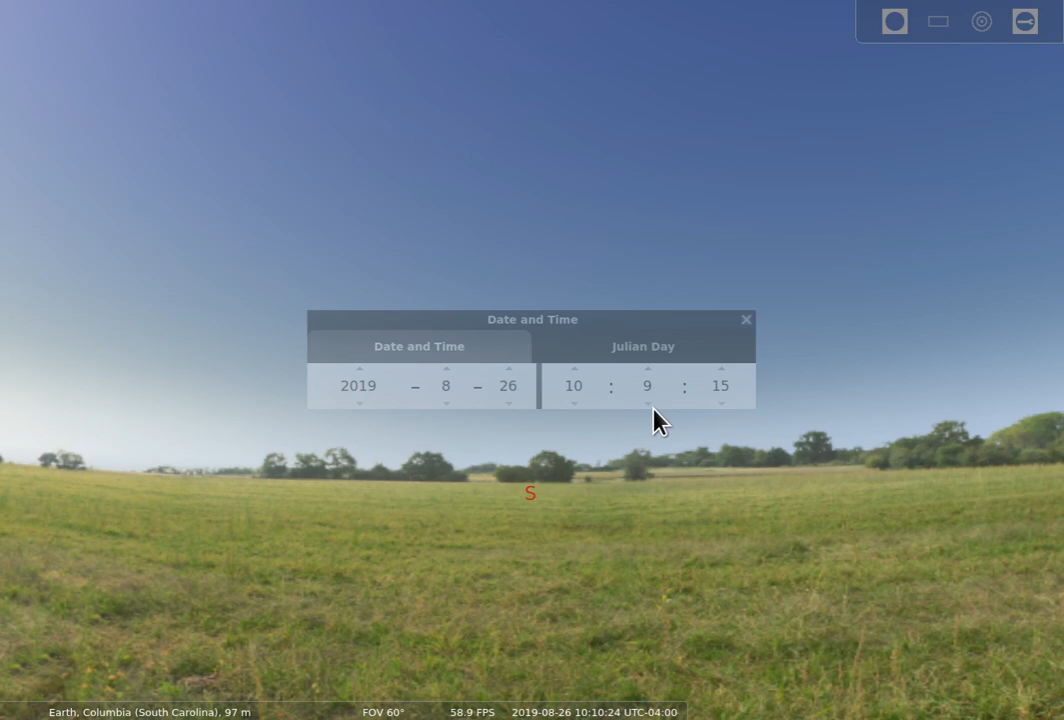 Date and Time
Date and Time Julian Day
2019 – 8 – 26 10 : 9 : 15
S
Earth, Columbia (South Carolina), 97 m FOV 60° 58.9 FPS 2019-08-26 10:10:24 UTC-04:00